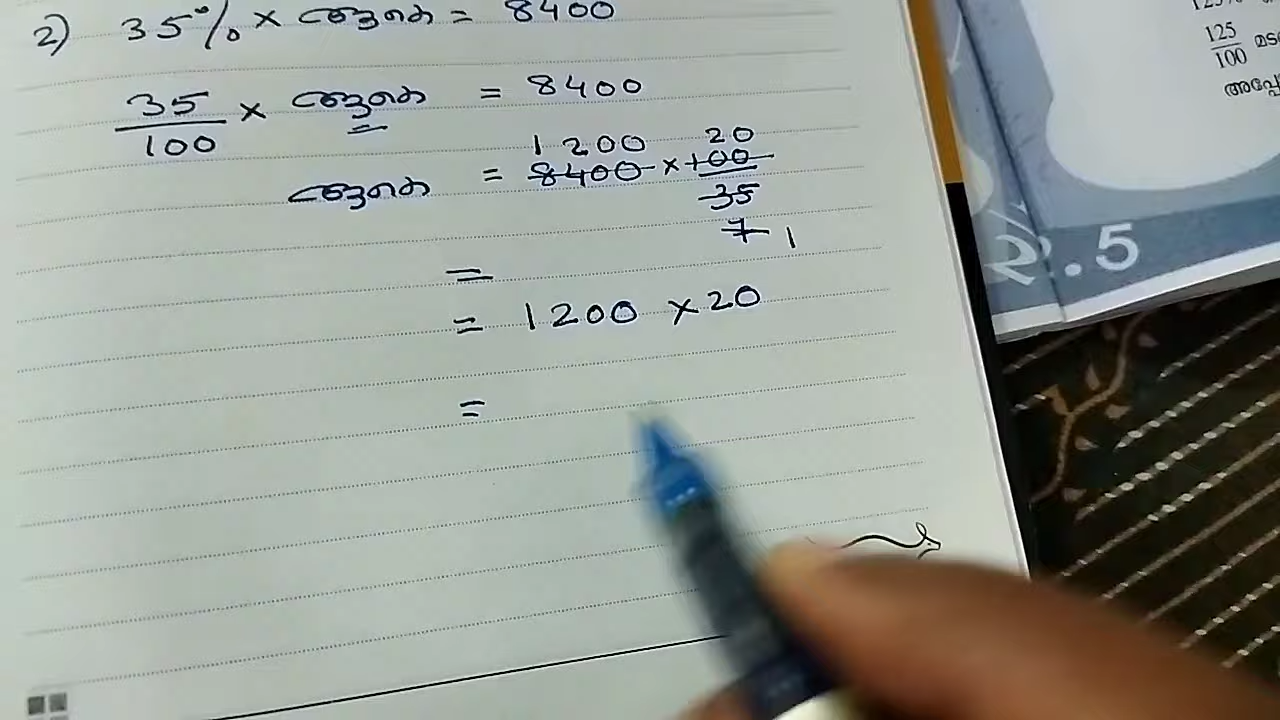 2) 35% × തുക = 8400
35/100 × തുക = 8400
1200 20
തുക = 8400 × 100
35
7 1
=
= 1200 × 20
=
125
100
അപ്പോ
2.5